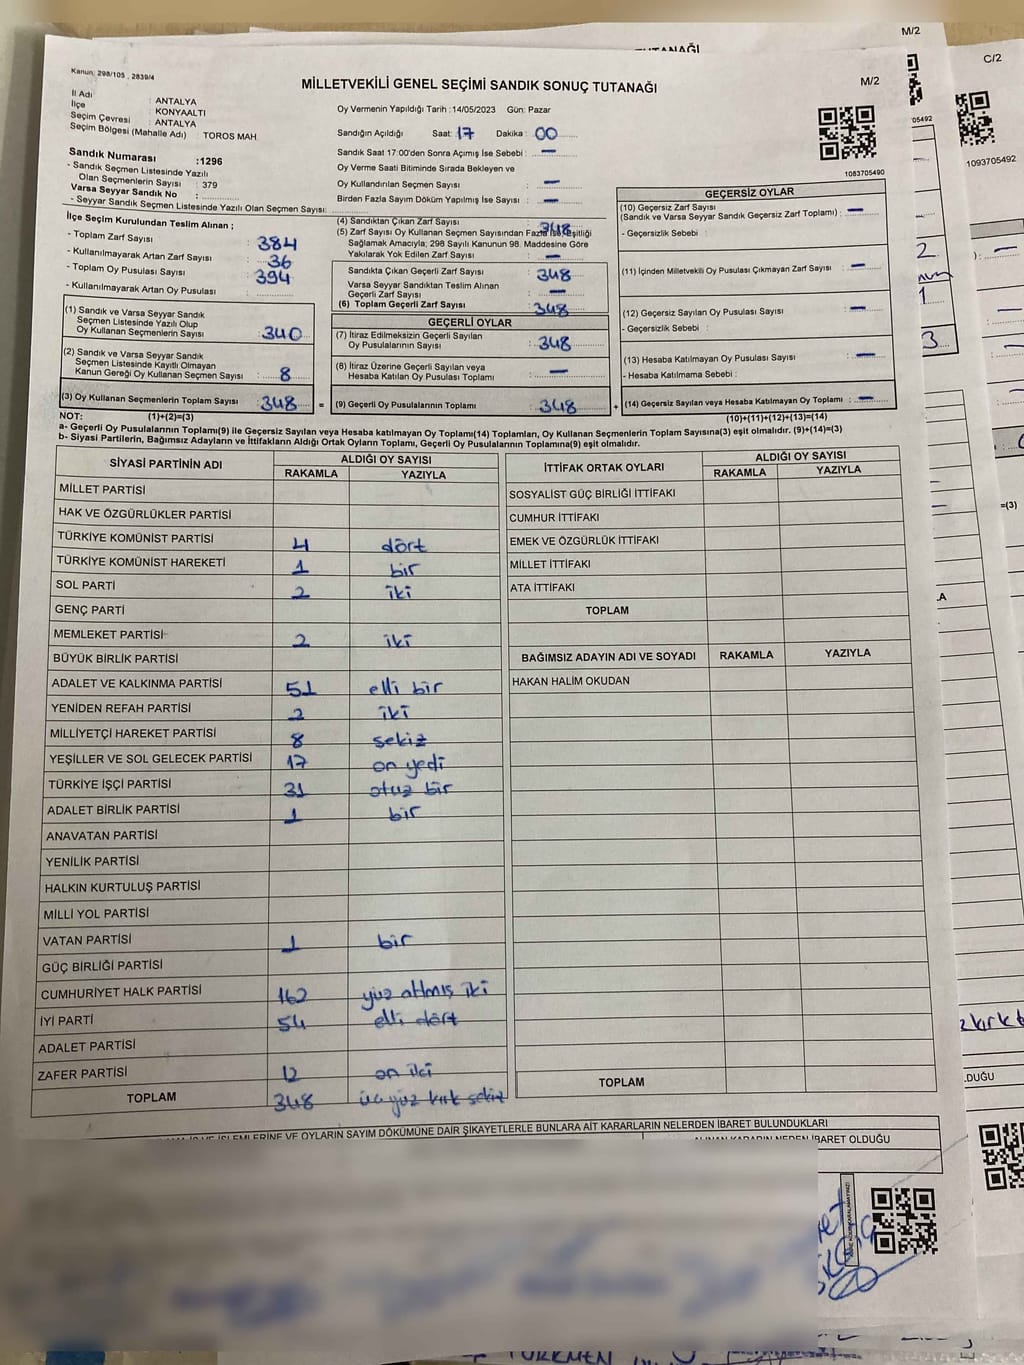 M/2
TUTANAĞI
C/2
Kanun: 298/105 , 2839/4
MİLLETVEKİLİ GENEL SEÇİMİ SANDIK SONUÇ TUTANAĞI
M/2
İl Adı : ANTALYA
İlçe : KONYAALTI
Seçim Çevresi : ANTALYA
Seçim Bölgesi (Mahalle Adı) : TOROS MAH
Oy Vermenin Yapıldığı Tarih :14/05/2023 Gün: Pazar
Sandığın Açıldığı Saat: 17 Dakika: 00
Sandık Saat 17:00'den Sonra Açımış İse Sebebi : —
Oy Verme Saati Bitiminde Sırada Bekleyen ve
Oy Kullandırılan Seçmen Sayısı : —
Birden Fazla Sayım Döküm Yapılmış İse Sayısı : —
1083705490
1093705492
05492
Sandık Numarası :1296
- Sandık Seçmen Listesinde Yazılı
Olan Seçmenlerin Sayısı : 379
Varsa Seyyar Sandık No :
- Seyyar Sandık Seçmen Listesinde Yazılı Olan Seçmen Sayısı:
İlçe Seçim Kurulundan Teslim Alınan ;
- Toplam Zarf Sayısı : 384
- Kullanılmayarak Artan Zarf Sayısı : 36
- Toplam Oy Pusulası Sayısı : 394
- Kullanılmayarak Artan Oy Pusulası :
(1) Sandık ve Varsa Seyyar Sandık
Seçmen Listesinde Yazılı Olup
Oy Kullanan Seçmenlerin Sayısı : 340
(2) Sandık ve Varsa Seyyar Sandık
Seçmen Listesinde Kayıtlı Olmayan
Kanun Gereği Oy Kullanan Seçmen Sayısı : 8
(3) Oy Kullanan Seçmenlerin Toplam Sayısı : 348 =
(4) Sandıktan Çıkan Zarf Sayısı : 348
(5) Zarf Sayısı Oy Kullanan Seçmen Sayısından Fazla İse, Eşitliği
Sağlamak Amacıyla; 298 Sayılı Kanunun 98. Maddesine Göre
Yakılarak Yok Edilen Zarf Sayısı : —
Sandıkta Çıkan Geçerli Zarf Sayısı : 348
Varsa Seyyar Sandıktan Teslim Alınan
Geçerli Zarf Sayısı : —
(6) Toplam Geçerli Zarf Sayısı : 348
GEÇERLİ OYLAR
(7) İtiraz Edilmeksizin Geçerli Sayılan
Oy Pusulalarının Sayısı : 348
(8) İtiraz Üzerine Geçerli Sayılan veya
Hesaba Katılan Oy Pusulası Toplamı : —
(9) Geçerli Oy Pusulalarının Toplamı : 348 +
GEÇERSİZ OYLAR
(10) Geçersiz Zarf Sayısı
(Sandık ve Varsa Seyyar Sandık Geçersiz Zarf Toplamı) : —
- Geçersizlik Sebebi :
(11) İçinden Milletvekili Oy Pusulası Çıkmayan Zarf Sayısı : —
(12) Geçersiz Sayılan Oy Pusulası Sayısı : —
- Geçersizlik Sebebi :
(13) Hesaba Katılmayan Oy Pusulası Sayısı : —
- Hesaba Katılmama Sebebi :
(14) Geçersiz Sayılan veya Hesaba Katılmayan Oy Toplamı : —
NOT: (1)+(2)=(3) (10)+(11)+(12)+(13)=(14)
a- Geçerli Oy Pusulalarının Toplamı(9) ile Geçersiz Sayılan veya Hesaba katılmayan Oy Toplamı(14) Toplamları, Oy Kullanan Seçmenlerin Toplam Sayısına(3) eşit olmalıdır. (9)+(14)=(3)
b- Siyasi Partilerin, Bağımsız Adayların ve İttifakların Aldığı Ortak Oyların Toplamı, Geçerli Oy Pusulalarının Toplamına(9) eşit olmalıdır.
SİYASİ PARTİNİN ADI ALDIĞI OY SAYISI
RAKAMLA YAZIYLA
MİLLET PARTİSİ
HAK VE ÖZGÜRLÜKLER PARTİSİ
TÜRKİYE KOMÜNİST PARTİSİ 4 dört
TÜRKİYE KOMÜNİST HAREKETİ 1 bir
SOL PARTİ 2 iki
GENÇ PARTİ
MEMLEKET PARTİSİ 2 iki
BÜYÜK BİRLİK PARTİSİ
ADALET VE KALKINMA PARTİSİ 51 elli bir
YENİDEN REFAH PARTİSİ 2 iki
MİLLİYETÇİ HAREKET PARTİSİ 8 sekiz
YEŞİLLER VE SOL GELECEK PARTİSİ 17 on yedi
TÜRKİYE İŞÇİ PARTİSİ 31 otuz bir
ADALET BİRLİK PARTİSİ 1 bir
ANAVATAN PARTİSİ
YENİLİK PARTİSİ
HALKIN KURTULUŞ PARTİSİ
MİLLİ YOL PARTİSİ
VATAN PARTİSİ 1 bir
GÜÇ BİRLİĞİ PARTİSİ
CUMHURİYET HALK PARTİSİ 162 yüz altmış iki
İYİ PARTİ 54 elli dört
ADALET PARTİSİ
ZAFER PARTİSİ 12 on iki
TOPLAM 348 üçyüz kırk sekiz
İTTİFAK ORTAK OYLARI ALDIĞI OY SAYISI
RAKAMLA YAZIYLA
SOSYALİST GÜÇ BİRLİĞİ İTTİFAKI
CUMHUR İTTİFAKI
EMEK VE ÖZGÜRLÜK İTTİFAKI
MİLLET İTTİFAKI
ATA İTTİFAKI
TOPLAM
BAĞIMSIZ ADAYIN ADI VE SOYADI RAKAMLA YAZIYLA
HAKAN HALİM OKUDAN
TOPLAM
İŞLEMLERİNE VE OYLARIN SAYIM DÖKÜMÜNE DAİR ŞİKAYETLERLE BUNLARA AİT KARARLARIN NELERDEN İBARET BULUNDUKLARI
ALINAN KARARIN NEDEN İBARET OLDUĞU
2
1
3
=(3)
DUĞU
TÜRKMEN